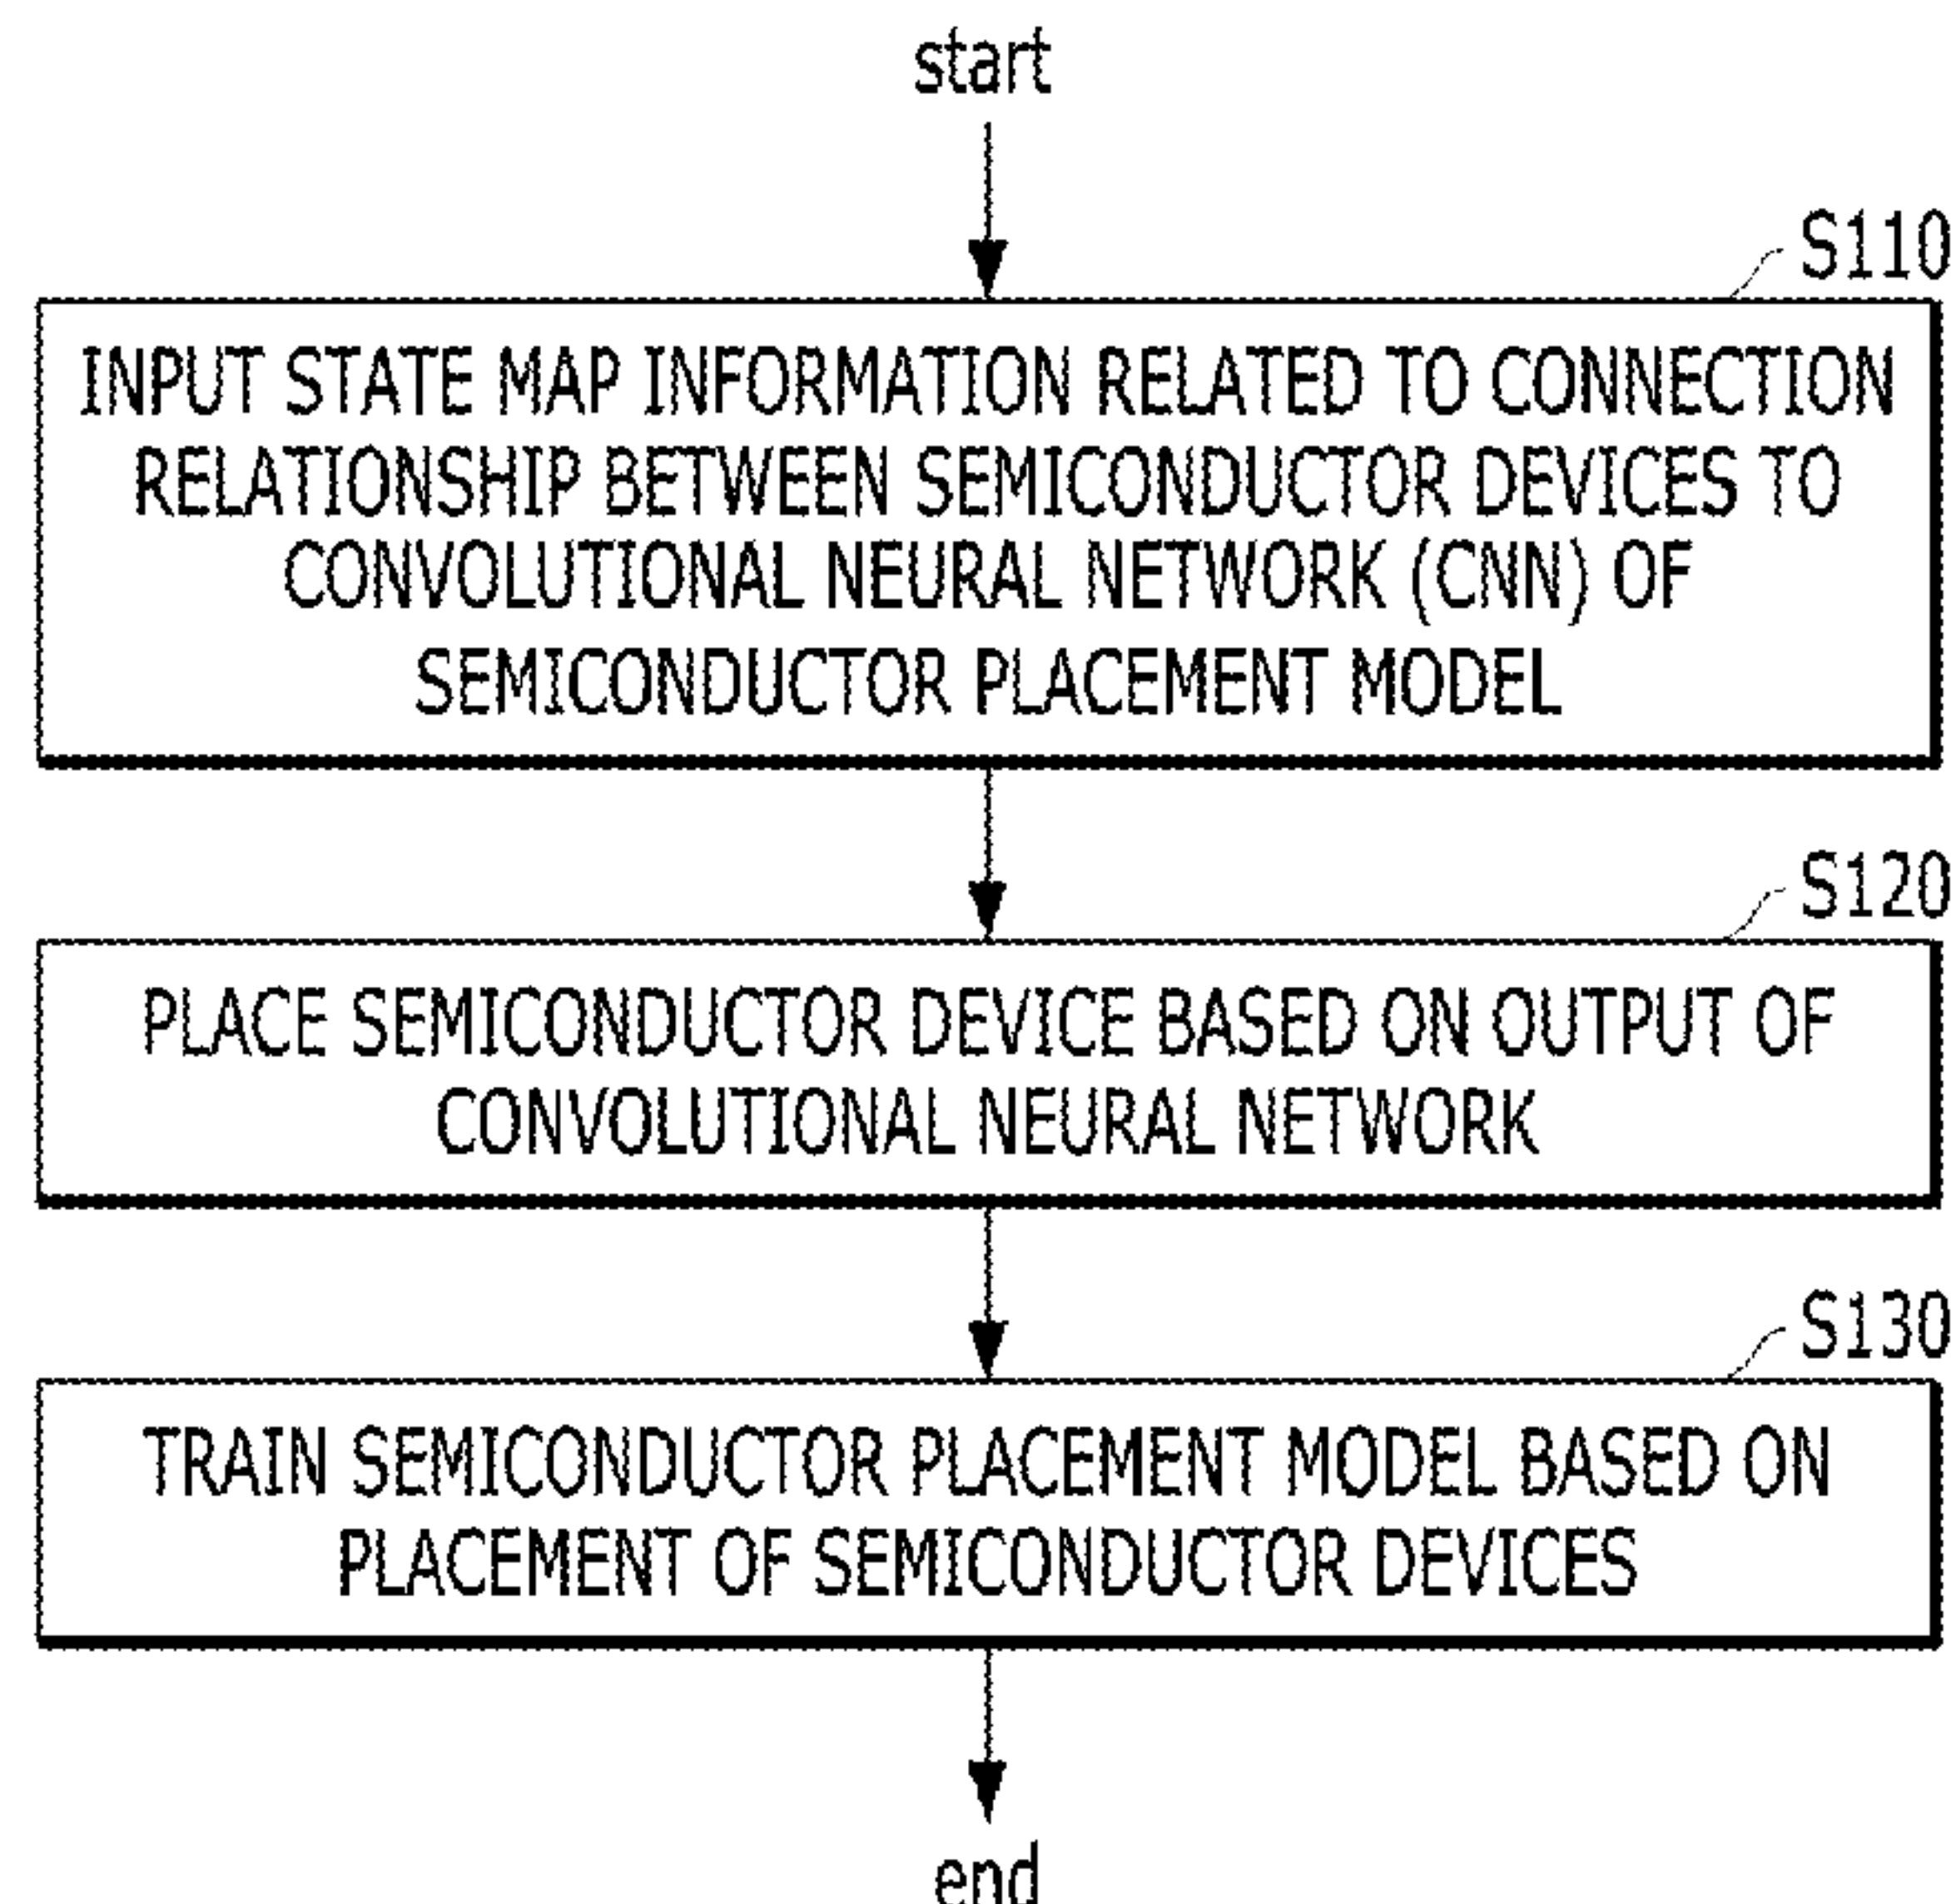 start
S110
INPUT STATE MAP INFORMATION RELATED TO CONNECTION
RELATIONSHIP BETWEEN SEMICONDUCTOR DEVICES TO
CONVOLUTIONAL NEURAL NETWORK (CNN) OF
SEMICONDUCTOR PLACEMENT MODEL
S120
PLACE SEMICONDUCTOR DEVICE BASED ON OUTPUT OF
CONVOLUTIONAL NEURAL NETWORK
S130
TRAIN SEMICONDUCTOR PLACEMENT MODEL BASED ON
PLACEMENT OF SEMICONDUCTOR DEVICES
end